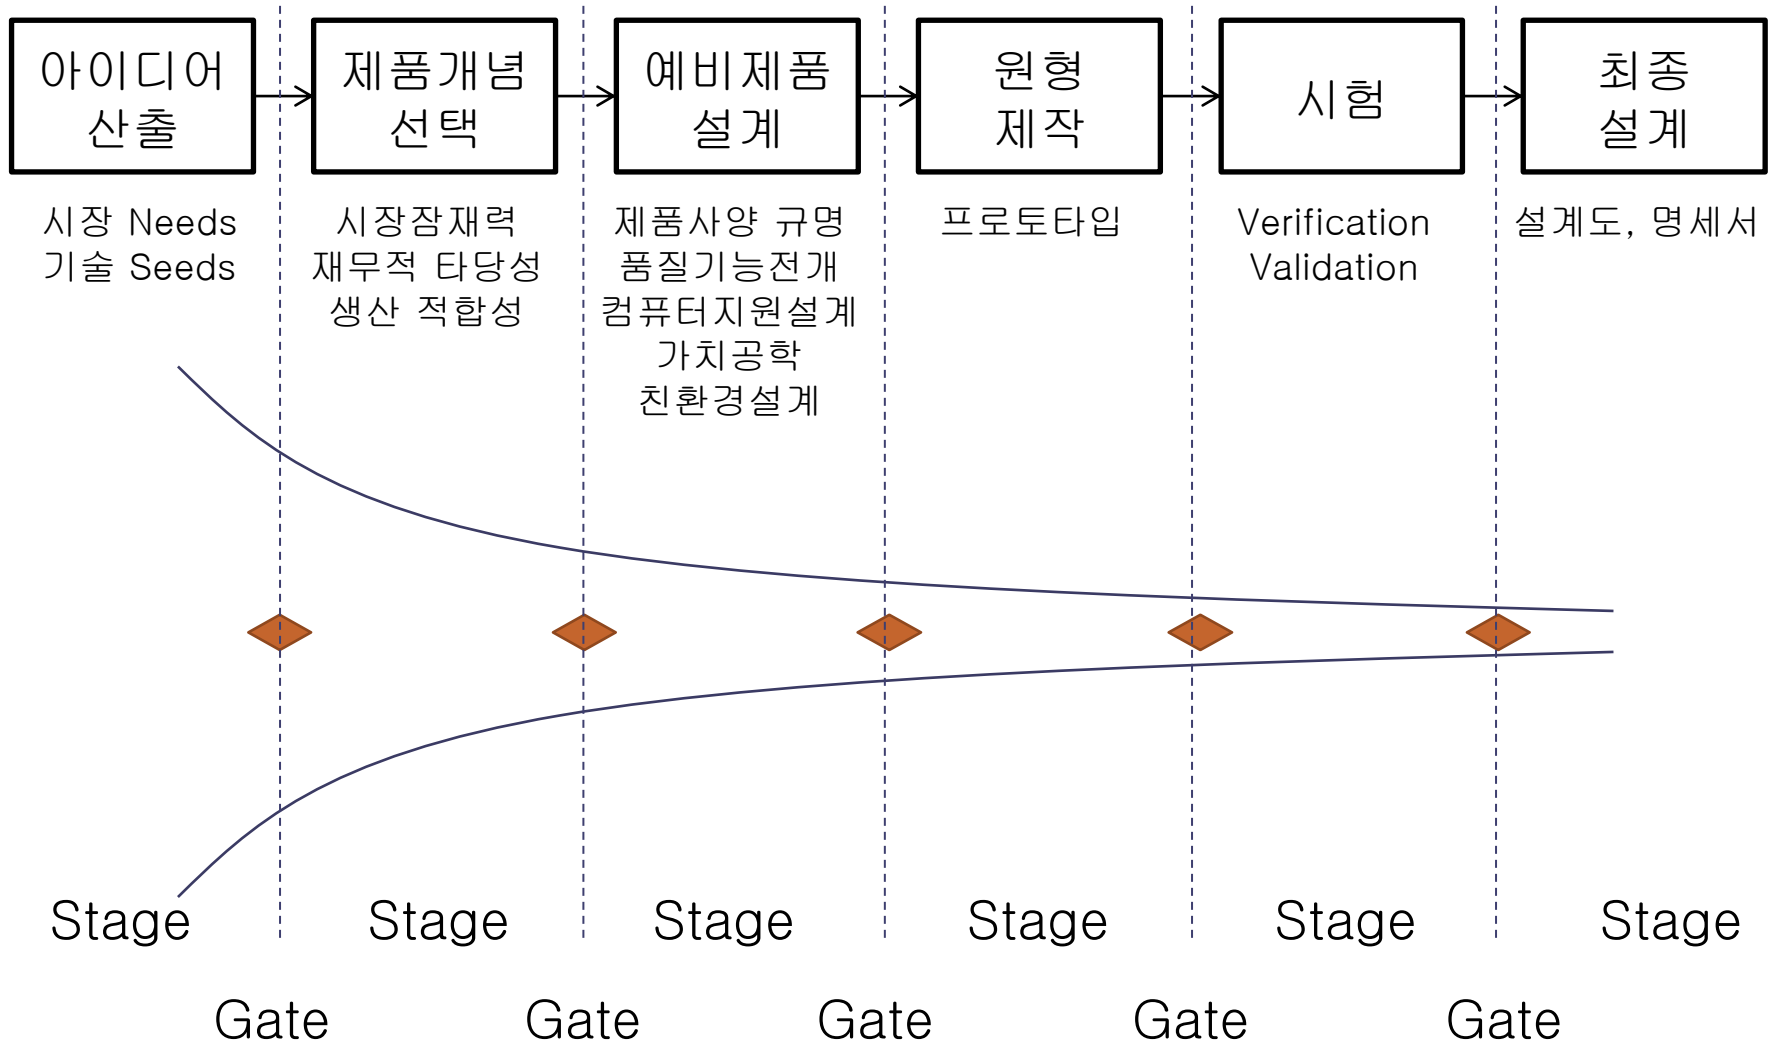 아이디어
산출
제품개념
선택
예비제품
설계
원형
제작
시험
최종
설계
시장 Needs
기술 Seeds
시장잠재력
재무적 타당성
생산 적합성
제품사양 규명
품질기능전개
컴퓨터지원설계
가치공학
친환경설계
프로토타입
Verification
Validation
설계도, 명세서
Stage
Stage
Stage
Stage
Stage
Stage
Gate
Gate
Gate
Gate
Gate